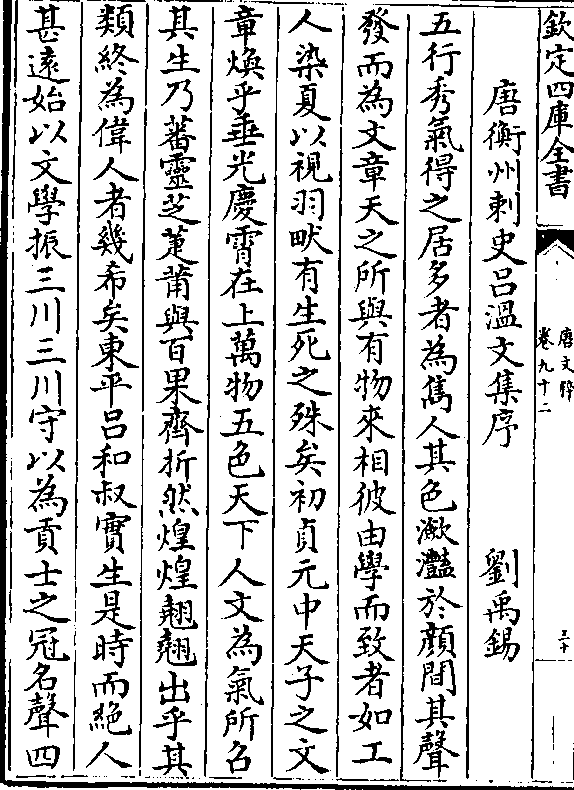 欽定四庫全書
唐文粹
卷九十二
三十
唐衡州刺史呂溫文集序 劉禹錫
五行秀氣得之居多者為雋人其色瀲灩於顔間其聲
發而為文章天之所與有物來相彼由學而致者如工
人染夏以視羽畎有生死之殊矣初貞元中天子之文
章煥乎垂光慶霄在上萬物五色天下人文為氣所召
其生乃蕃靈芝萐莆與百果齊拆然煌煌翹翹出乎其
類終為偉人者幾希矣東平呂和叔實生是時而絶人
甚逺始以文學振三川三川守以為貢士之冠名聲四